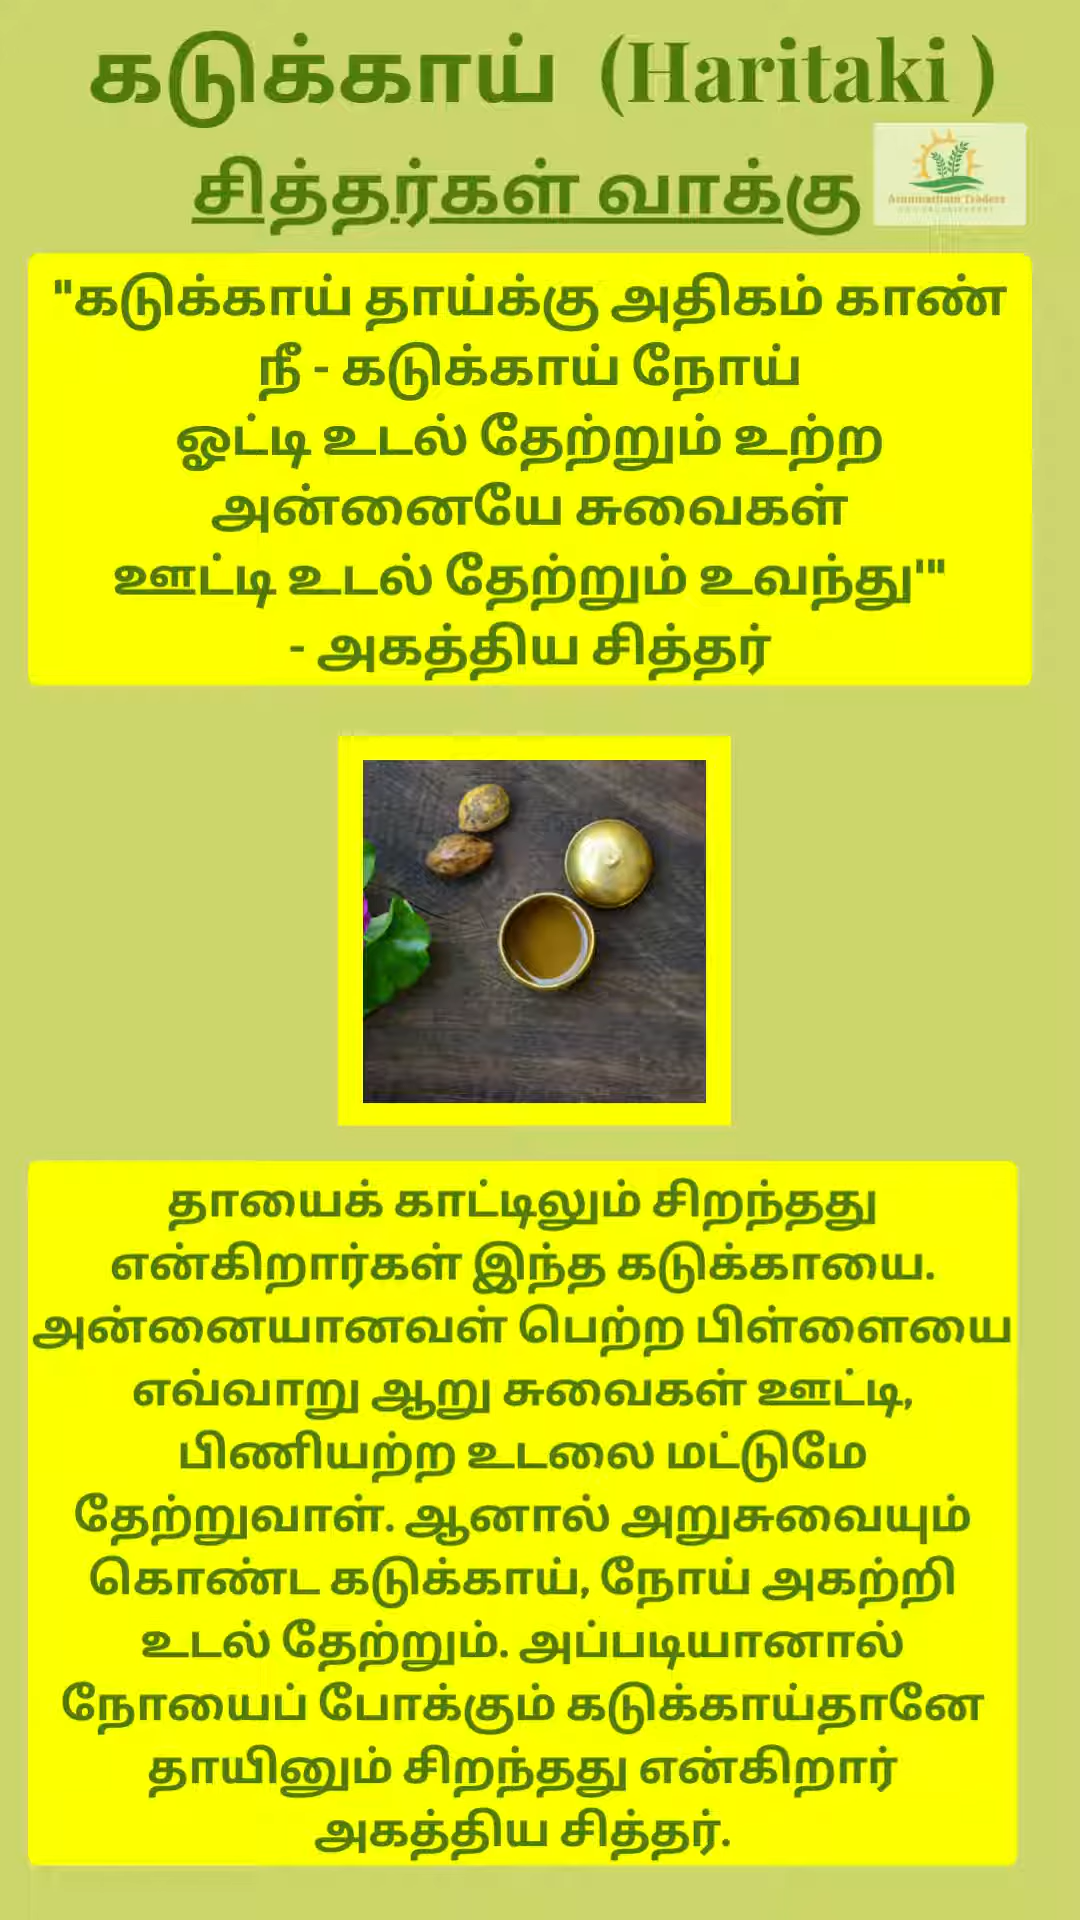 கடுக்காய் (Haritaki )
சித்தர்கள் வாக்கு
"கடுக்காய் தாய்க்கு அதிகம் காண்
நீ - கடுக்காய் நோய்
ஓட்டி உடல் தேற்றும் உற்ற
அன்னையே சுவைகள்
ஊட்டி உடல் தேற்றும் உவந்து'"
- அகத்திய சித்தர்
தாயைக் காட்டிலும் சிறந்தது
என்கிறார்கள் இந்த கடுக்காயை.
அன்னையானவள் பெற்ற பிள்ளையை
எவ்வாறு ஆறு சுவைகள் ஊட்டி,
பிணியற்ற உடலை மட்டுமே
தேற்றுவாள். ஆனால் அறுசுவையும்
கொண்ட கடுக்காய், நோய் அகற்றி
உடல் தேற்றும். அப்படியானால்
நோயைப் போக்கும் கடுக்காய்தானே
தாயினும் சிறந்தது என்கிறார்
அகத்திய சித்தர்.